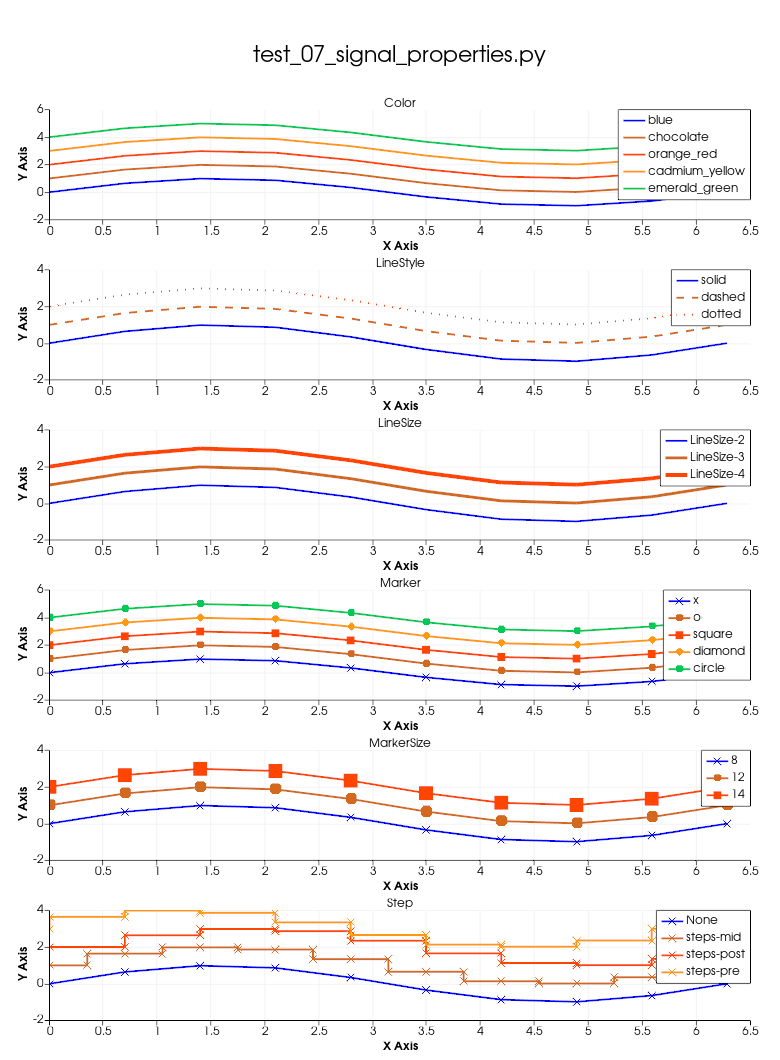 test_07_signal_properties.py
Color
6
4
2
0
-2
Y Axis
blue
chocolate
orange_red
cadmium_yellow
emerald_green
0 0.5 1 1.5 2 2.5 3 3.5 4 4.5 5 5.5 6 6.5
X Axis
LineStyle
4
2
0
-2
Y Axis
solid
dashed
dotted
0 0.5 1 1.5 2 2.5 3 3.5 4 4.5 5 5.5 6 6.5
X Axis
LineSize
4
2
0
-2
Y Axis
LineSize-2
LineSize-3
LineSize-4
0 0.5 1 1.5 2 2.5 3 3.5 4 4.5 5 5.5 6 6.5
X Axis
Marker
6
4
2
0
-2
Y Axis
x
o
square
diamond
circle
0 0.5 1 1.5 2 2.5 3 3.5 4 4.5 5 5.5 6 6.5
X Axis
MarkerSize
4
2
0
-2
Y Axis
8
12
14
0 0.5 1 1.5 2 2.5 3 3.5 4 4.5 5 5.5 6 6.5
X Axis
Step
4
2
0
-2
Y Axis
None
steps-mid
steps-post
steps-pre
0 0.5 1 1.5 2 2.5 3 3.5 4 4.5 5 5.5 6 6.5
X Axis